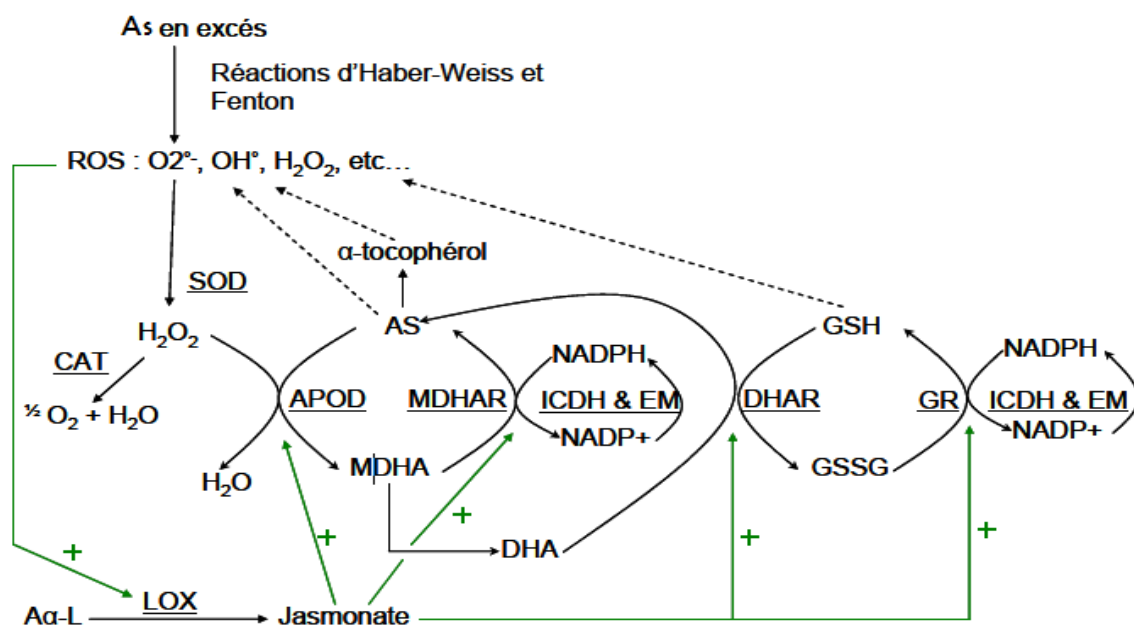 As en excés
Réactions d'Haber-Weiss et
Fenton
ROS : O2°-, OH°, H₂O₂, etc…
α-tocophérol
SOD
H₂O₂
AS
GSH
CAT
NADPH
NADPH
½ O₂ + H₂O
APOD
MDHAR
ICDH & EM
DHAR
GR
ICDH & EM
NADP+
NADP+
H₂O
MDHA
GSSG
+
+
+
+
+
DHA
LOX
Aα-L
Jasmonate